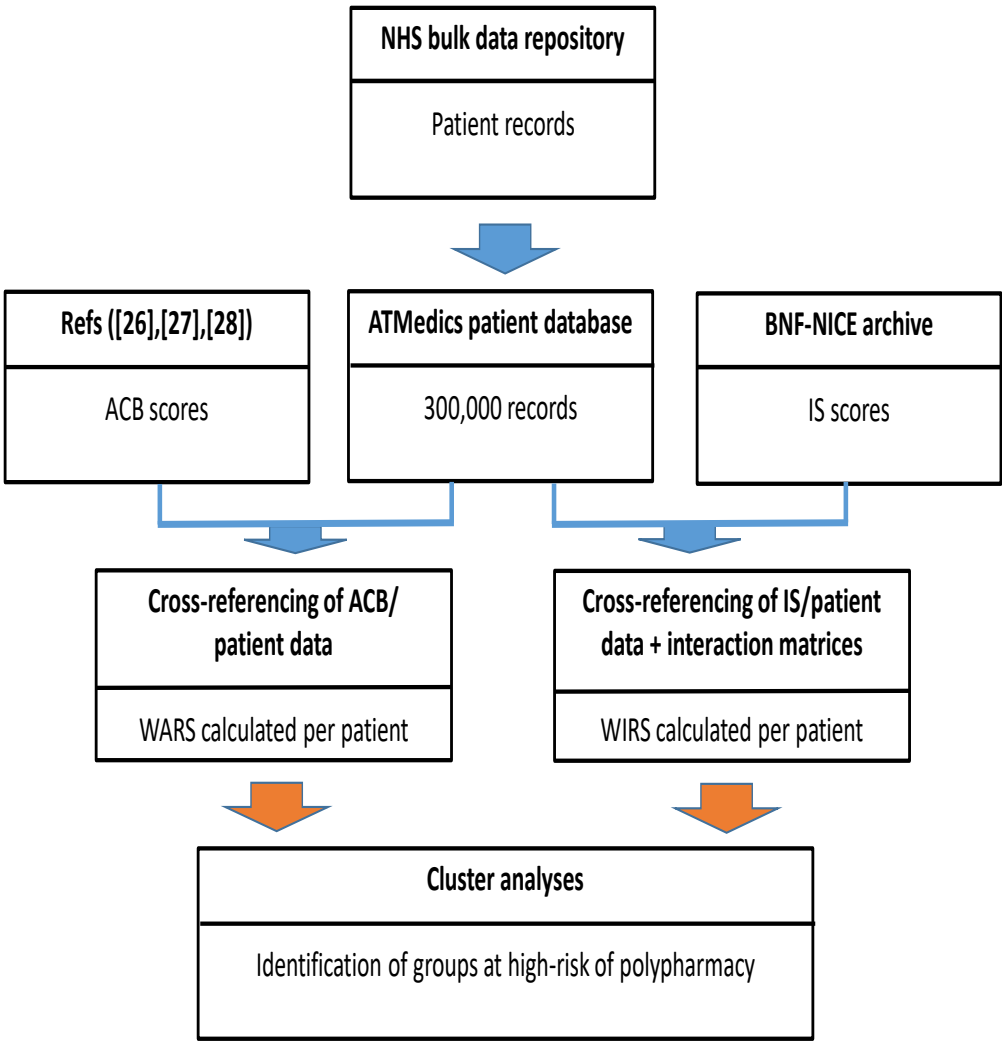 NHS bulk data repository
Patient records
Refs ([26],[27],[28])
ACB scores
ATMedics patient database
300,000 records
BNF-NICE archive
IS scores
Cross-referencing of ACB/
patient data
WARS calculated per patient
Cross-referencing of IS/patient
data + interaction matrices
WIRS calculated per patient
Cluster analyses
Identification of groups at high-risk of polypharmacy